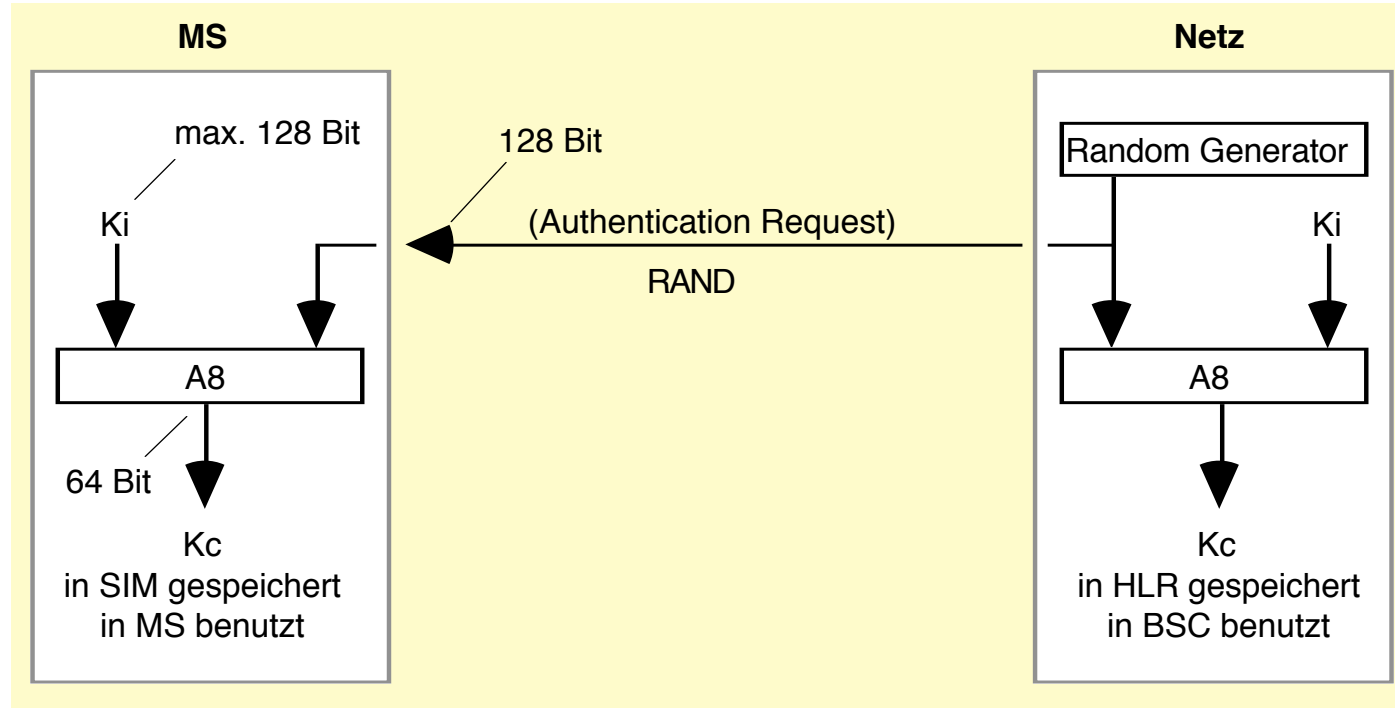 MS
Netz
max. 128 Bit
128 Bit
Random Generator
Ki
(Authentication Request)
Ki
RAND
A8
A8
64 Bit
Kc
in SIM gespeichert
in MS benutzt
Kc
in HLR gespeichert
in BSC benutzt